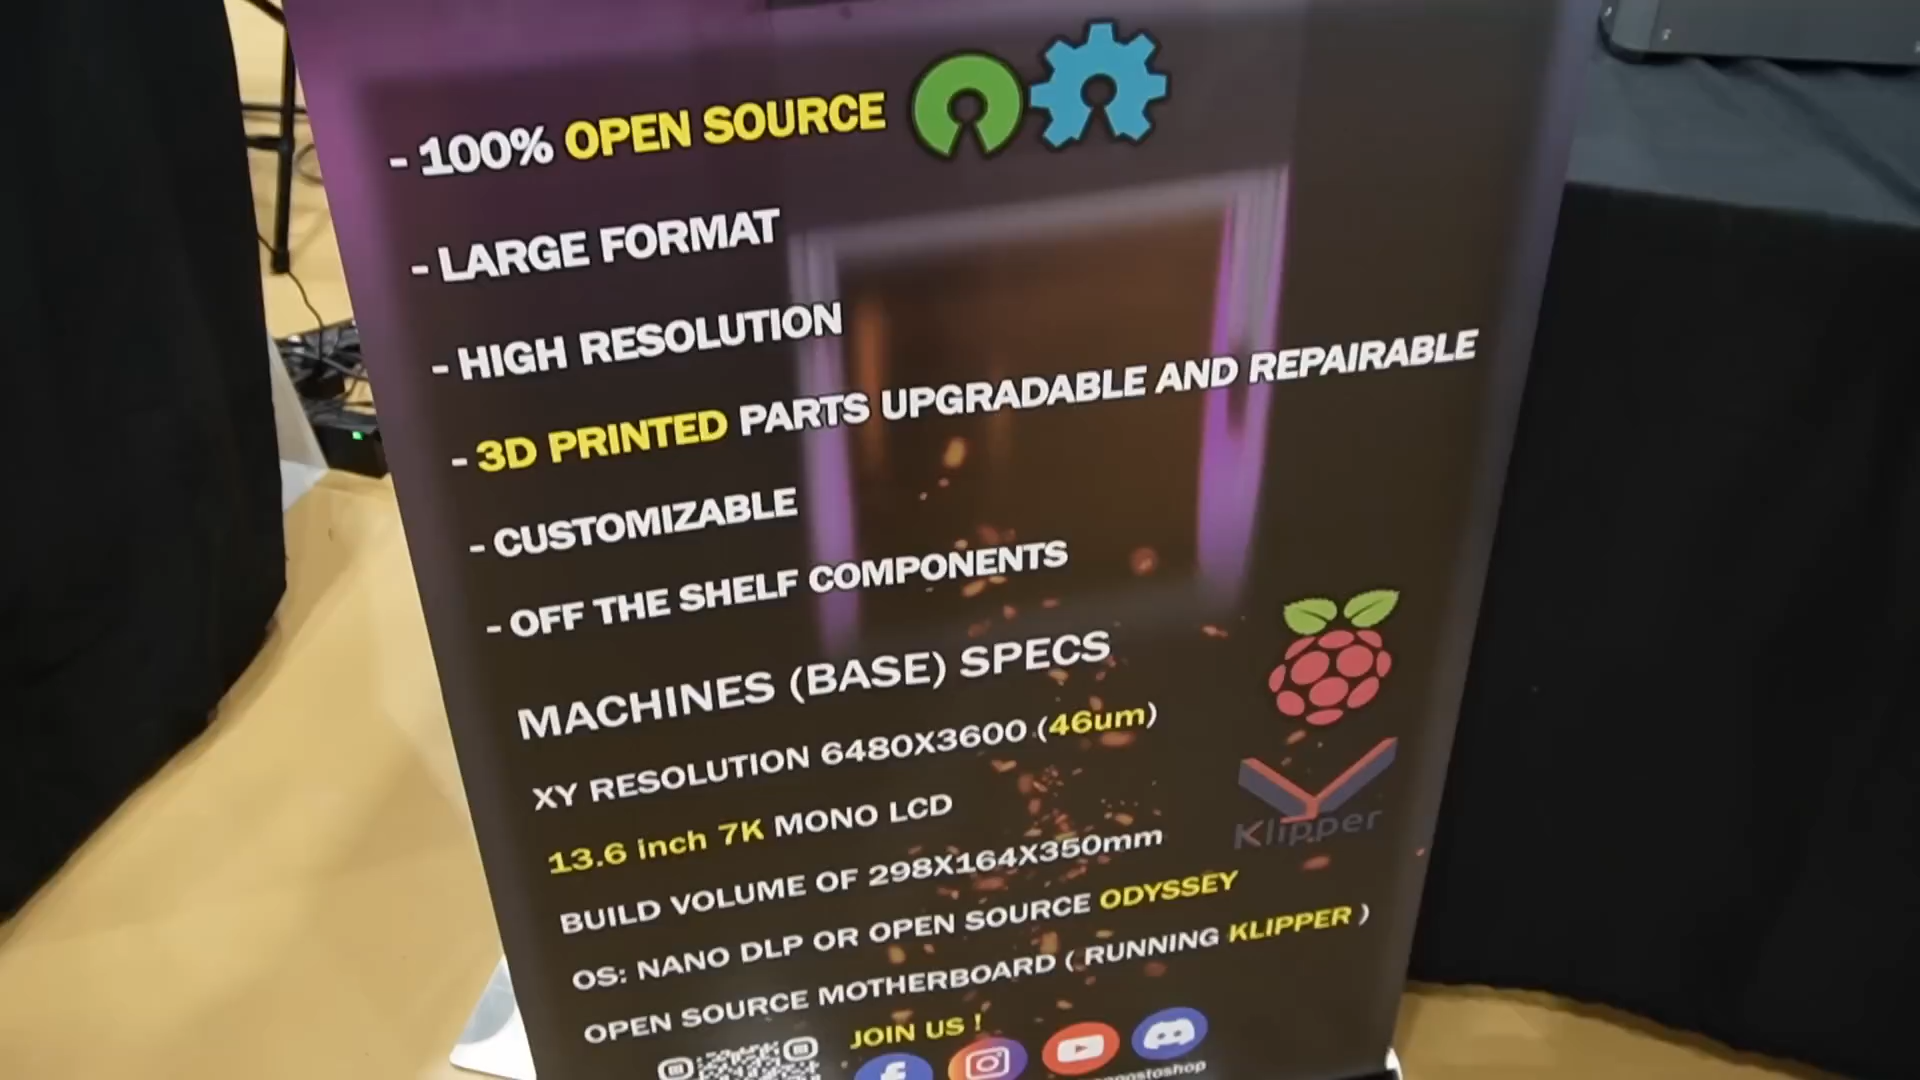 - 100% OPEN SOURCE
- LARGE FORMAT
- HIGH RESOLUTION
- 3D PRINTED PARTS UPGRADABLE AND REPAIRABLE
- CUSTOMIZABLE
- OFF THE SHELF COMPONENTS
MACHINES (BASE) SPECS
XY RESOLUTION 6480X3600 (46um)
13.6 inch 7K MONO LCD
Klipper
BUILD VOLUME OF 298X164X350mm
OS: NANO DLP OR OPEN SOURCE ODYSSEY
OPEN SOURCE MOTHERBOARD ( RUNNING KLIPPER )
JOIN US !